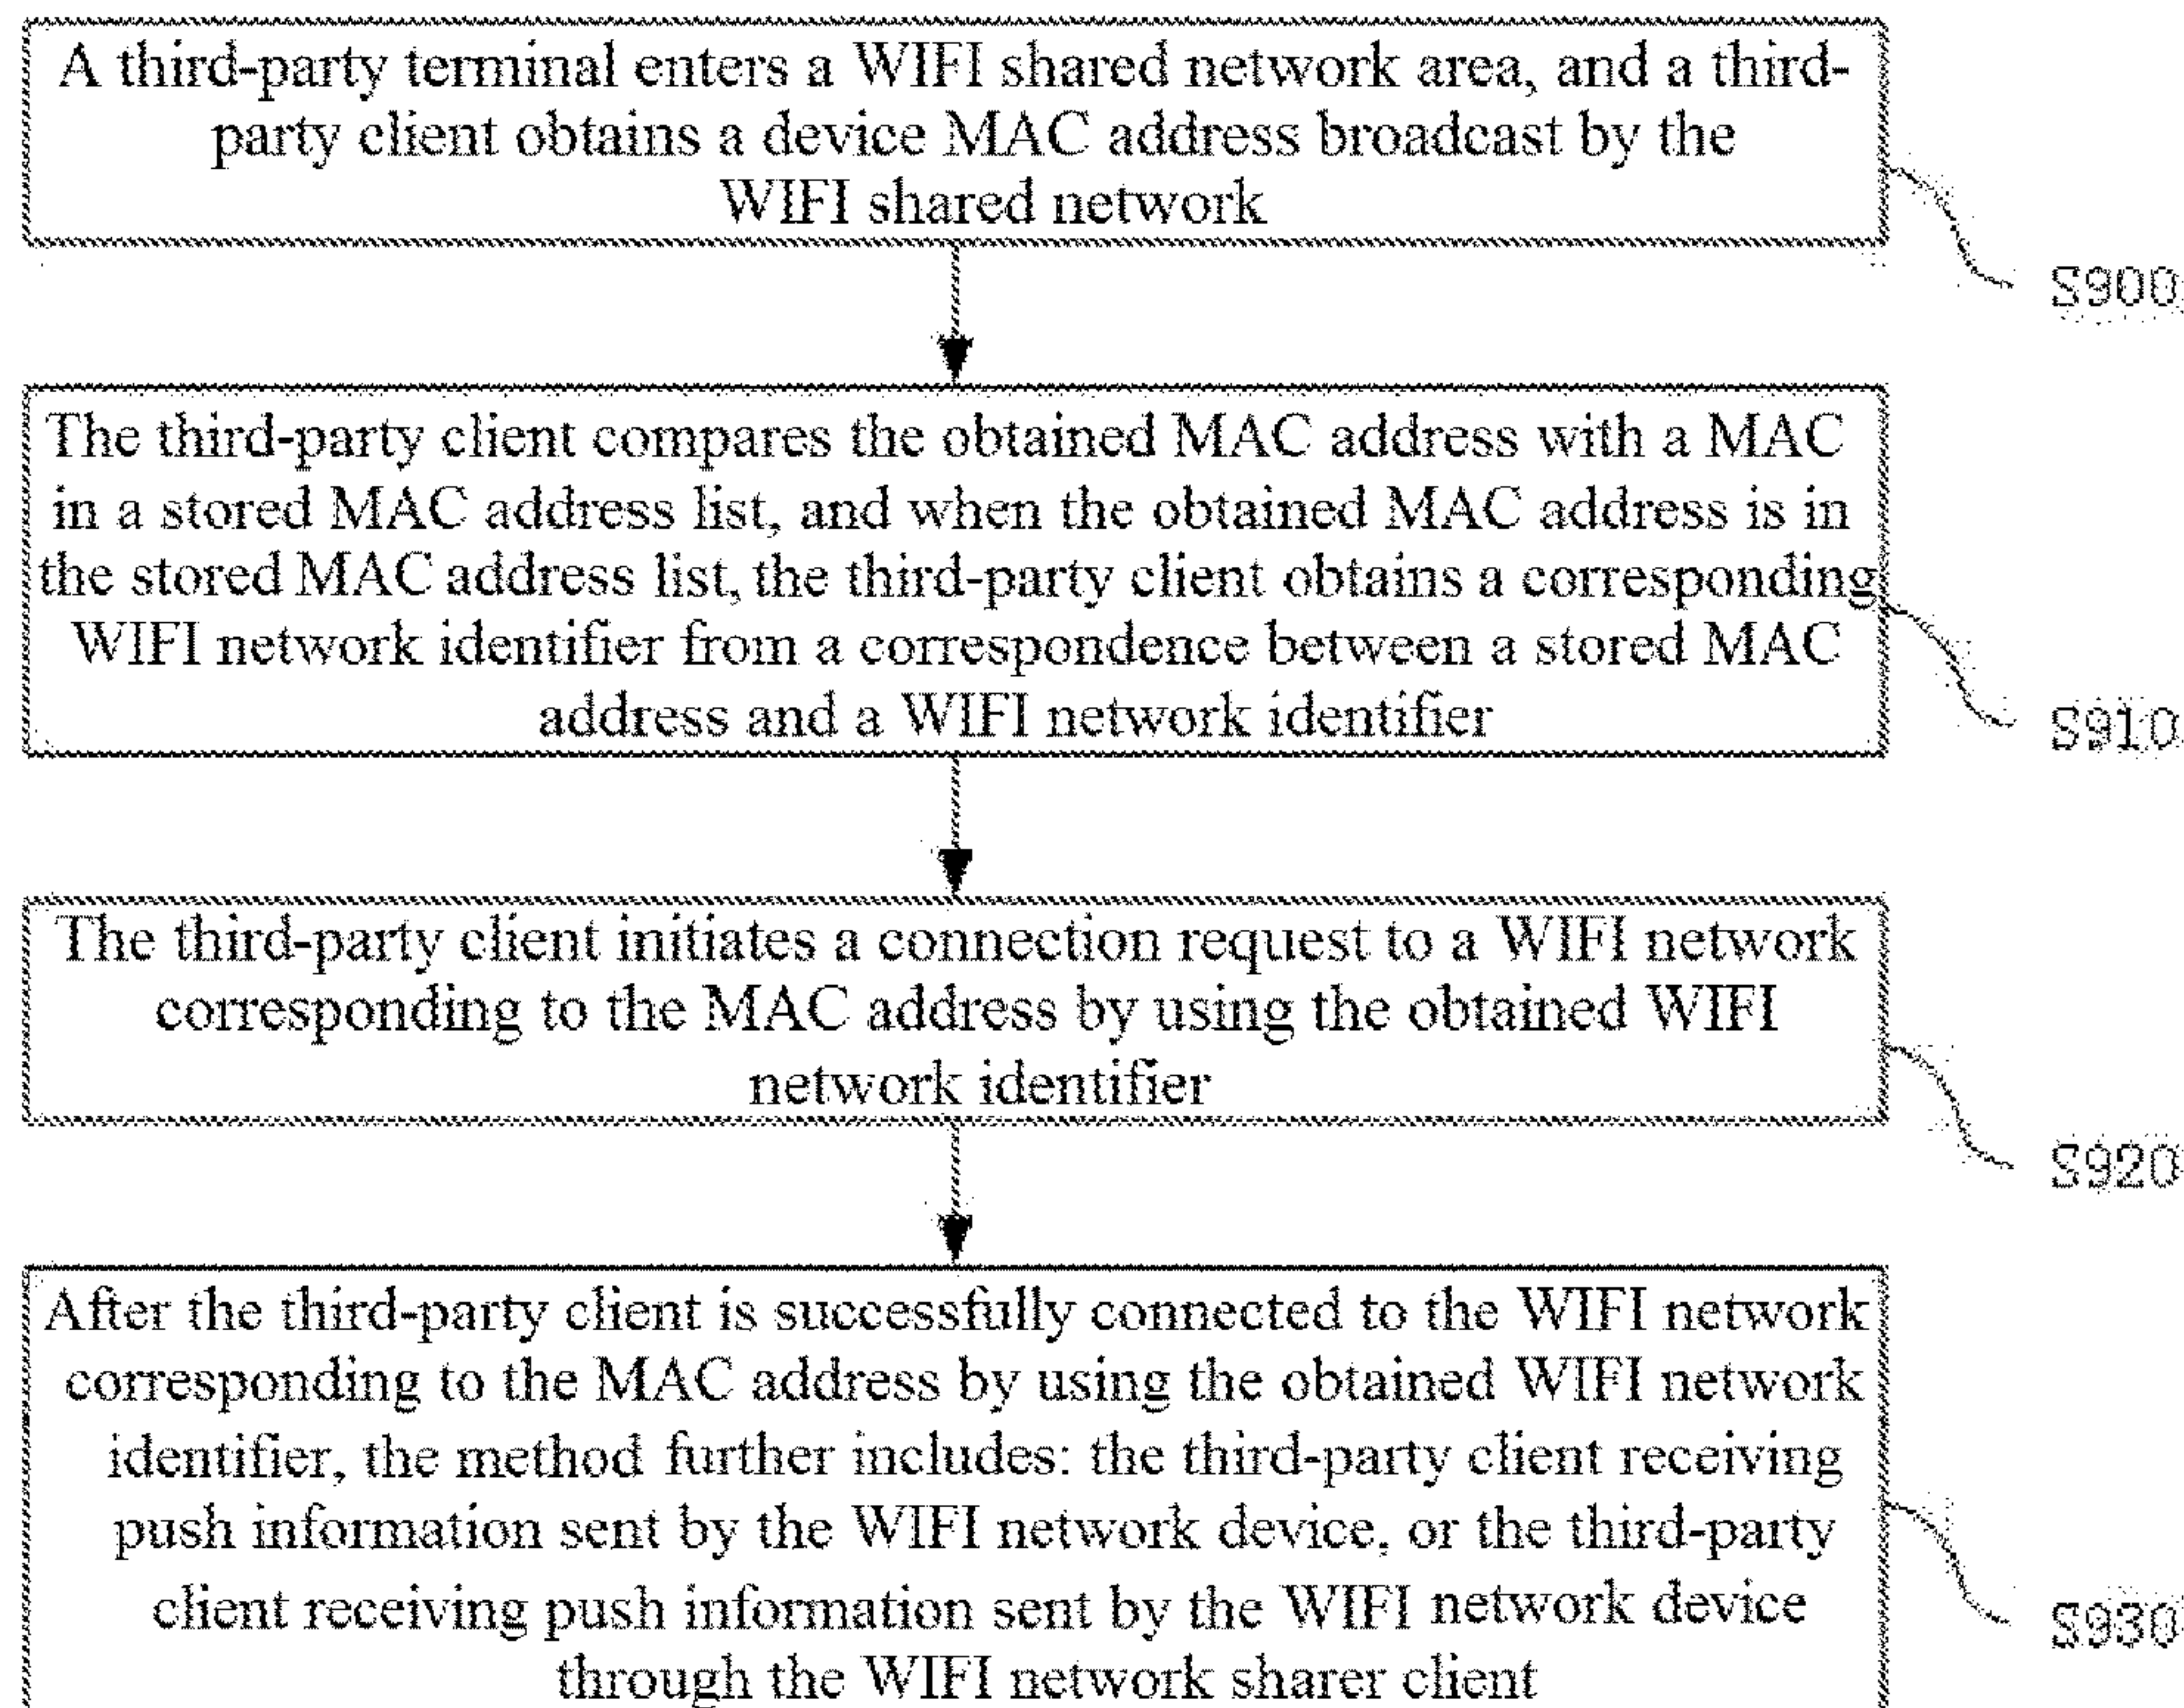 A third-party terminal enters a WIFI shared network area, and a third-
party client obtains a device MAC address broadcast by the
WIFI shared network
S900
The third-party client compares the obtained MAC address with a MAC
in a stored MAC address list, and when the obtained MAC address is in
the stored MAC address list, the third-party client obtains a corresponding
WIFI network identifier from a correspondence between a stored MAC
address and a WIFI network identifier
S910
The third-party client initiates a connection request to a WIFI network
corresponding to the MAC address by using the obtained WIFI
network identifier
S920
After the third-party client is successfully connected to the WIFI network
corresponding to the MAC address by using the obtained WIFI network
identifier, the method further includes: the third-party client receiving
push information sent by the WIFI network device, or the third-party
client receiving push information sent by the WIFI network device
through the WIFI network sharer client
S930